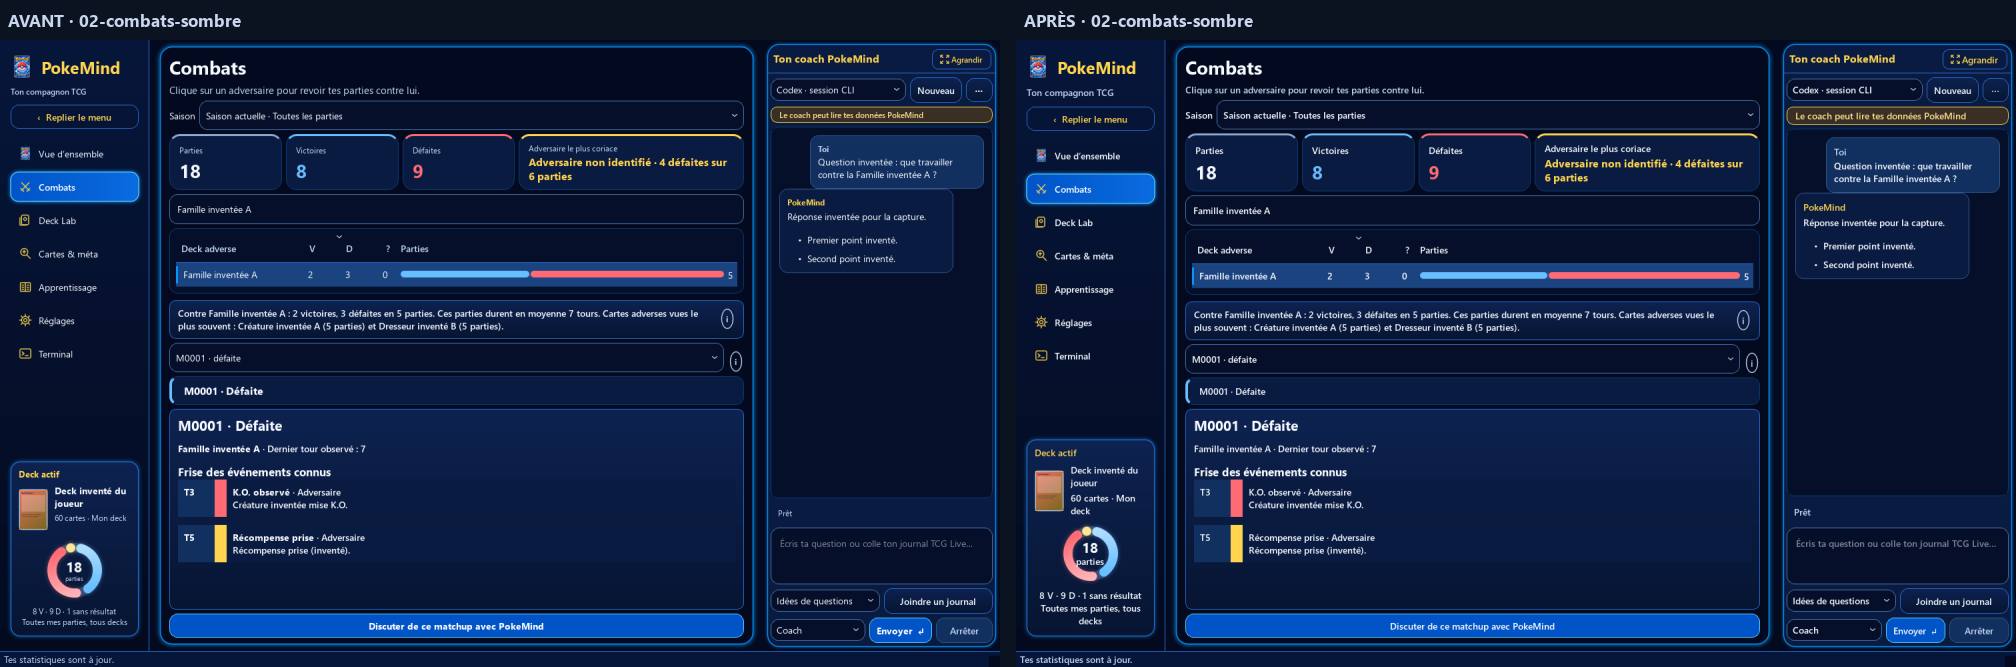 AVANT · 02-combats-sombre
PokeMind
Ton compagnon TCG
‹ Replier le menu
Vue d'ensemble
Combats
Deck Lab
Cartes & méta
Apprentissage
Réglages
Terminal
Deck actif
Deck inventé du
joueur
60 cartes · Mon deck
18
parties
8 V · 9 D · 1 sans résultat
Toutes mes parties, tous decks
Combats
Clique sur un adversaire pour revoir tes parties contre lui.
Saison Saison actuelle · Toutes les parties
Parties
18
Victoires
8
Défaites
9
Adversaire le plus coriace
Adversaire non identifié · 4 défaites sur
6 parties
Famille inventée A
Deck adverse V D ? Parties
Famille inventée A 2 3 0 5
Contre Famille inventée A : 2 victoires, 3 défaites en 5 parties. Ces parties durent en moyenne 7 tours. Cartes adverses vues le
plus souvent : Créature inventée A (5 parties) et Dresseur inventé B (5 parties).
i
M0001 · défaite
i
M0001 · Défaite
M0001 · Défaite
Famille inventée A · Dernier tour observé : 7
Frise des événements connus
T3 K.O. observé · Adversaire
Créature inventée mise K.O.
T5 Récompense prise · Adversaire
Récompense prise (inventé).
Discuter de ce matchup avec PokeMind
Ton coach PokeMind
Agrandir
Codex · session CLI
Nouveau
...
Le coach peut lire tes données PokeMind
Toi
Question inventée : que travailler
contre la Famille inventée A ?
PokeMind
Réponse inventée pour la capture.
• Premier point inventé.
• Second point inventé.
Prêt
Écris ta question ou colle ton journal TCG Live...
Idées de questions
Joindre un journal
Coach
Envoyer ↲
Arrêter
Tes statistiques sont à jour.
APRÈS · 02-combats-sombre
PokeMind
Ton compagnon TCG
‹ Replier le menu
Vue d'ensemble
Combats
Deck Lab
Cartes & méta
Apprentissage
Réglages
Terminal
Deck actif
Deck inventé du
joueur
60 cartes · Mon
deck
18
parties
8 V · 9 D · 1 sans résultat
Toutes mes parties, tous
decks
Combats
Clique sur un adversaire pour revoir tes parties contre lui.
Saison Saison actuelle · Toutes les parties
Parties
18
Victoires
8
Défaites
9
Adversaire le plus coriace
Adversaire non identifié · 4 défaites sur
6 parties
Famille inventée A
Deck adverse V D ? Parties
Famille inventée A 2 3 0 5
Contre Famille inventée A : 2 victoires, 3 défaites en 5 parties. Ces parties durent en moyenne 7 tours. Cartes adverses vues le
plus souvent : Créature inventée A (5 parties) et Dresseur inventé B (5 parties).
i
M0001 · défaite
i
M0001 · Défaite
M0001 · Défaite
Famille inventée A · Dernier tour observé : 7
Frise des événements connus
T3 K.O. observé · Adversaire
Créature inventée mise K.O.
T5 Récompense prise · Adversaire
Récompense prise (inventé).
Discuter de ce matchup avec PokeMind
Ton coach PokeMind
Agrandir
Codex · session CLI
Nouveau
...
Le coach peut lire tes données PokeMind
Toi
Question inventée : que travailler
contre la Famille inventée A ?
PokeMind
Réponse inventée pour la capture.
• Premier point inventé.
• Second point inventé.
Prêt
Écris ta question ou colle ton journal TCG Live...
Idées de questions
Joindre un journal
Coach
Envoyer ↲
Arrêter
Tes statistiques sont à jour.